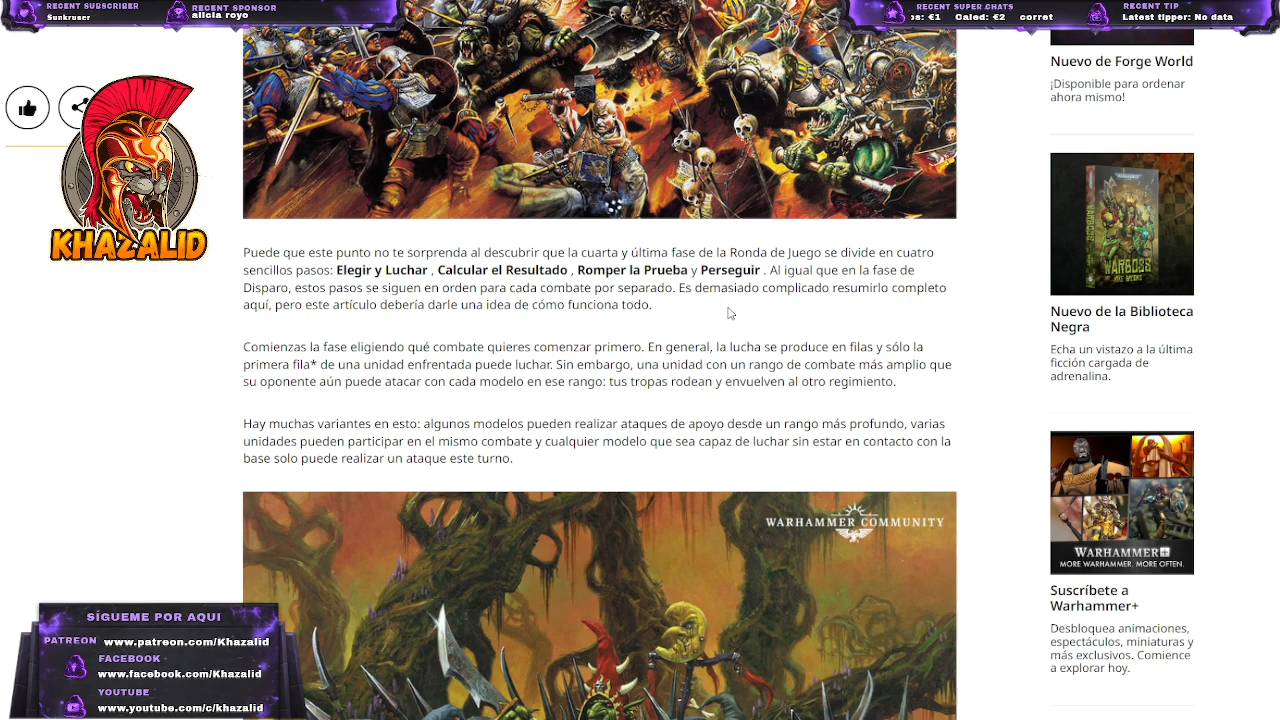 RECENT SUBSCRIBER
Sunkruser
RECENT SPONSOR
alicia royo
RECENT SUPER CHATS
s: €1 Caled: €2 corret
RECENT TIP
Latest tipper: No data
KHAZALID
Puede que este punto no te sorprenda al descubrir que la cuarta y última fase de la Ronda de Juego se divide en cuatro
sencillos pasos: Elegir y Luchar , Calcular el Resultado , Romper la Prueba y Perseguir . Al igual que en la fase de
Disparo, estos pasos se siguen en orden para cada combate por separado. Es demasiado complicado resumirlo completo
aquí, pero este artículo debería darle una idea de cómo funciona todo.
Comienzas la fase eligiendo qué combate quieres comenzar primero. En general, la lucha se produce en filas y sólo la
primera fila* de una unidad enfrentada puede luchar. Sin embargo, una unidad con un rango de combate más amplio que
su oponente aún puede atacar con cada modelo en ese rango: tus tropas rodean y envuelven al otro regimiento.
Hay muchas variantes en esto: algunos modelos pueden realizar ataques de apoyo desde un rango más profundo, varias
unidades pueden participar en el mismo combate y cualquier modelo que sea capaz de luchar sin estar en contacto con la
base solo puede realizar un ataque este turno.
WARHAMMER COMMUNITY
Nuevo de Forge World
¡Disponible para ordenar
ahora mismo!
WARBOSS
Nuevo de la Biblioteca
Negra
Echa un vistazo a la última
ficción cargada de
adrenalina.
WARHAMMER+
MORE WARHAMMER. MORE OFTEN.
Suscríbete a
Warhammer+
Desbloquea animaciones,
espectáculos, miniaturas y
más exclusivos. Comience
a explorar hoy.
SÍGUEME POR AQUI
PATREON www.patreon.com/Khazalid
FACEBOOK
www.facebook.com/Khazalid
YOUTUBE
www.youtube.com/c/khazalid